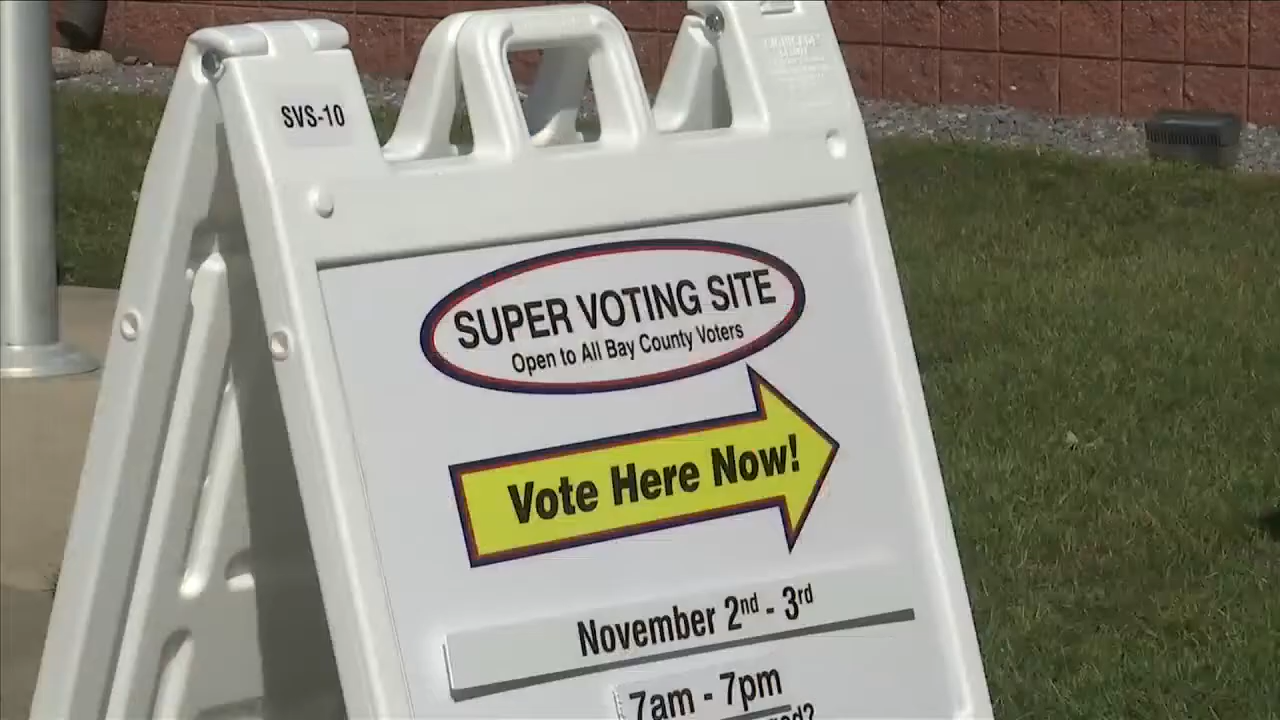 SVS-10
SUPER VOTING SITE
Open to All Bay County Voters
Vote Here Now!
November 2nd - 3rd
7am - 7pm